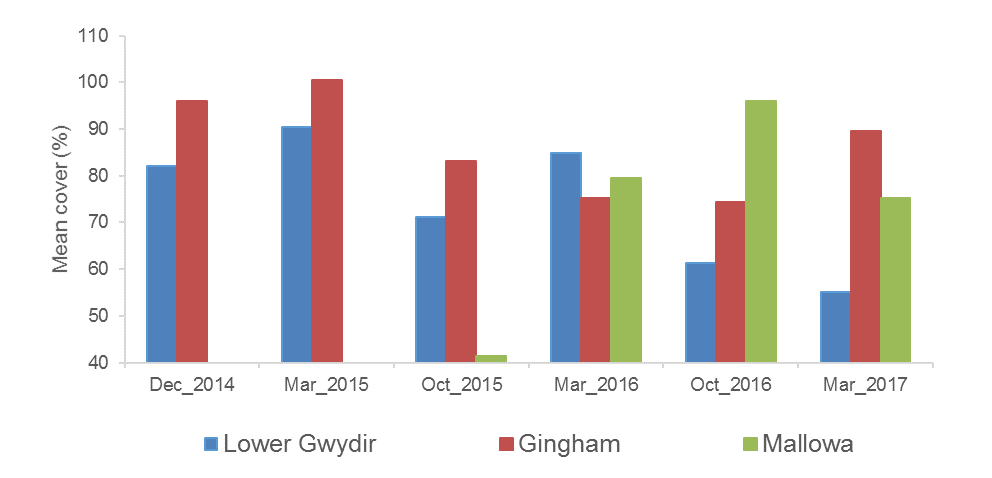 110
100
90
80
70
60
50
40
Mean cover (%)
Dec_2014 Mar_2015 Oct_2015 Mar_2016 Oct_2016 Mar_2017
Lower Gwydir Gingham Mallowa